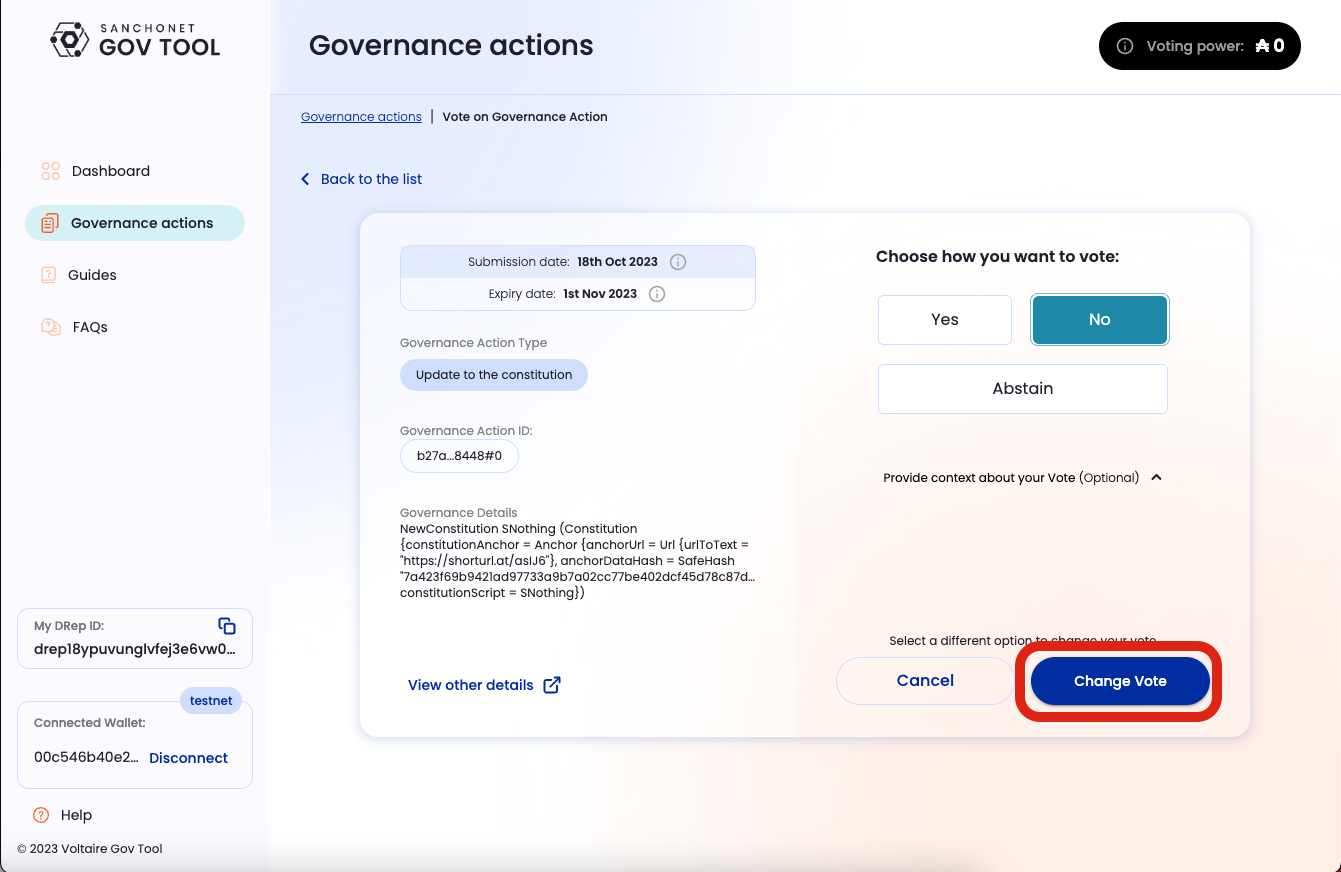 SANCHONET
GOV TOOL
Governance actions
Voting power: ₳ 0
Dashboard
Governance actions
Guides
FAQs
Governance actions | Vote on Governance Action
Back to the list
Submission date: 18th Oct 2023
Expiry date: 1st Nov 2023
Governance Action Type
Update to the constitution
Governance Action ID:
b27a...8448#0
Governance Details
NewConstitution SNothing (Constitution
{constitutionAnchor = Anchor {anchorUrl = Url {urlToText =
"https://shorturl.at/asIJ6"}, anchorDataHash = SafeHash
"7a423f69b9421ad97733a9b7a02cc77be402dcf45d78c87d...
constitutionScript = SNothing})
View other details
Choose how you want to vote:
Yes
No
Abstain
Provide context about your Vote (Optional)
Select a different option to change your vote
Cancel
Change Vote
My DRep ID:
drep18ypuvunglvfej3e6vw0...
testnet
Connected Wallet:
00c546b40e2... Disconnect
Help
© 2023 Voltaire Gov Tool